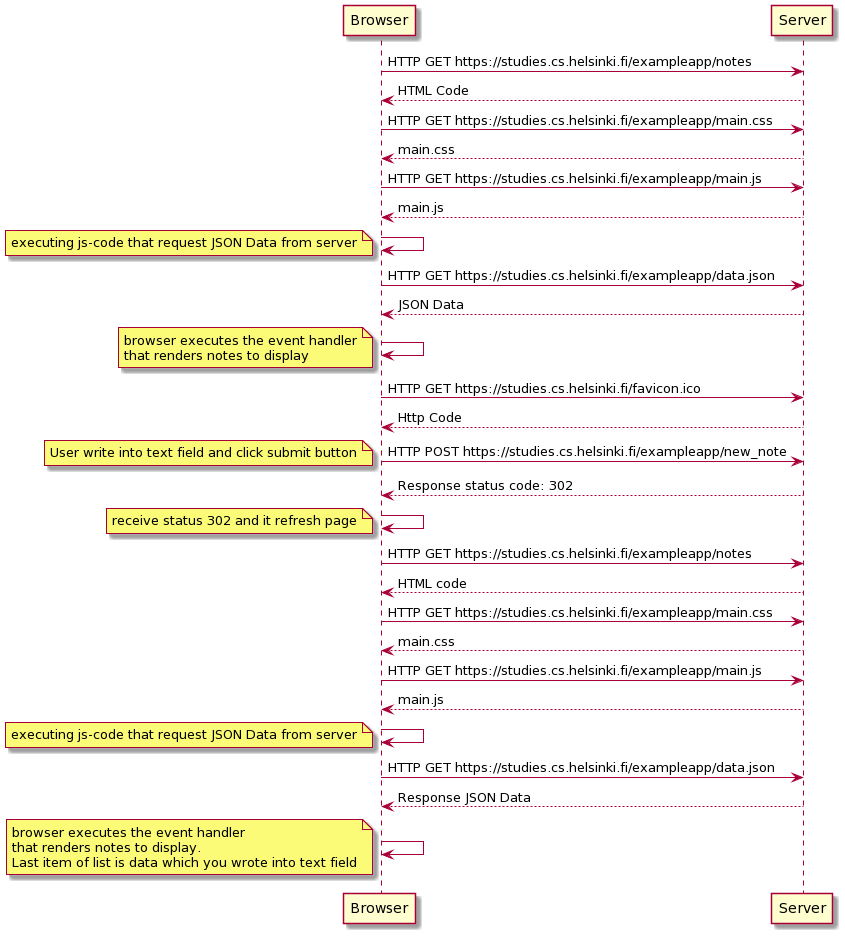 Browser
Server
HTTP GET https://studies.cs.helsinki.fi/exampleapp/notes
HTML Code
HTTP GET https://studies.cs.helsinki.fi/exampleapp/main.css
main.css
HTTP GET https://studies.cs.helsinki.fi/exampleapp/main.js
main.js
executing js-code that request JSON Data from server
HTTP GET https://studies.cs.helsinki.fi/exampleapp/data.json
JSON Data
browser executes the event handler
that renders notes to display
HTTP GET https://studies.cs.helsinki.fi/favicon.ico
Http Code
User write into text field and click submit button
HTTP POST https://studies.cs.helsinki.fi/exampleapp/new_note
Response status code: 302
receive status 302 and it refresh page
HTTP GET https://studies.cs.helsinki.fi/exampleapp/notes
HTML code
HTTP GET https://studies.cs.helsinki.fi/exampleapp/main.css
main.css
HTTP GET https://studies.cs.helsinki.fi/exampleapp/main.js
main.js
executing js-code that request JSON Data from server
HTTP GET https://studies.cs.helsinki.fi/exampleapp/data.json
Response JSON Data
browser executes the event handler
that renders notes to display.
Last item of list is data which you wrote into text field
Browser
Server